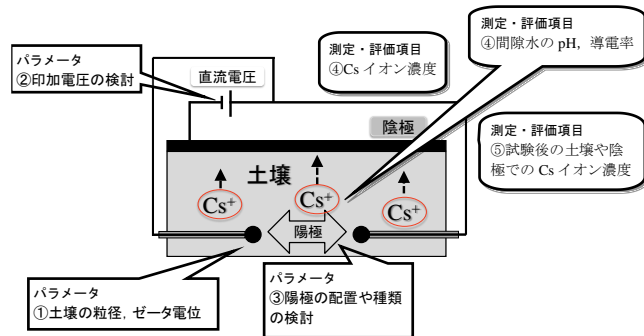 測定・評価項目
④間隙水の pH，導電率
測定・評価項目
④Cs イオン濃度
パラメータ
②印加電圧の検討
直流電圧
陰極
測定・評価項目
⑤試験後の土壌や陰
極での Cs イオン濃度
土壌
Cs+
Cs+
Cs+
陽極
パラメータ
①土壌の粒径，ゼータ電位
パラメータ
③陽極の配置や種類
の検討